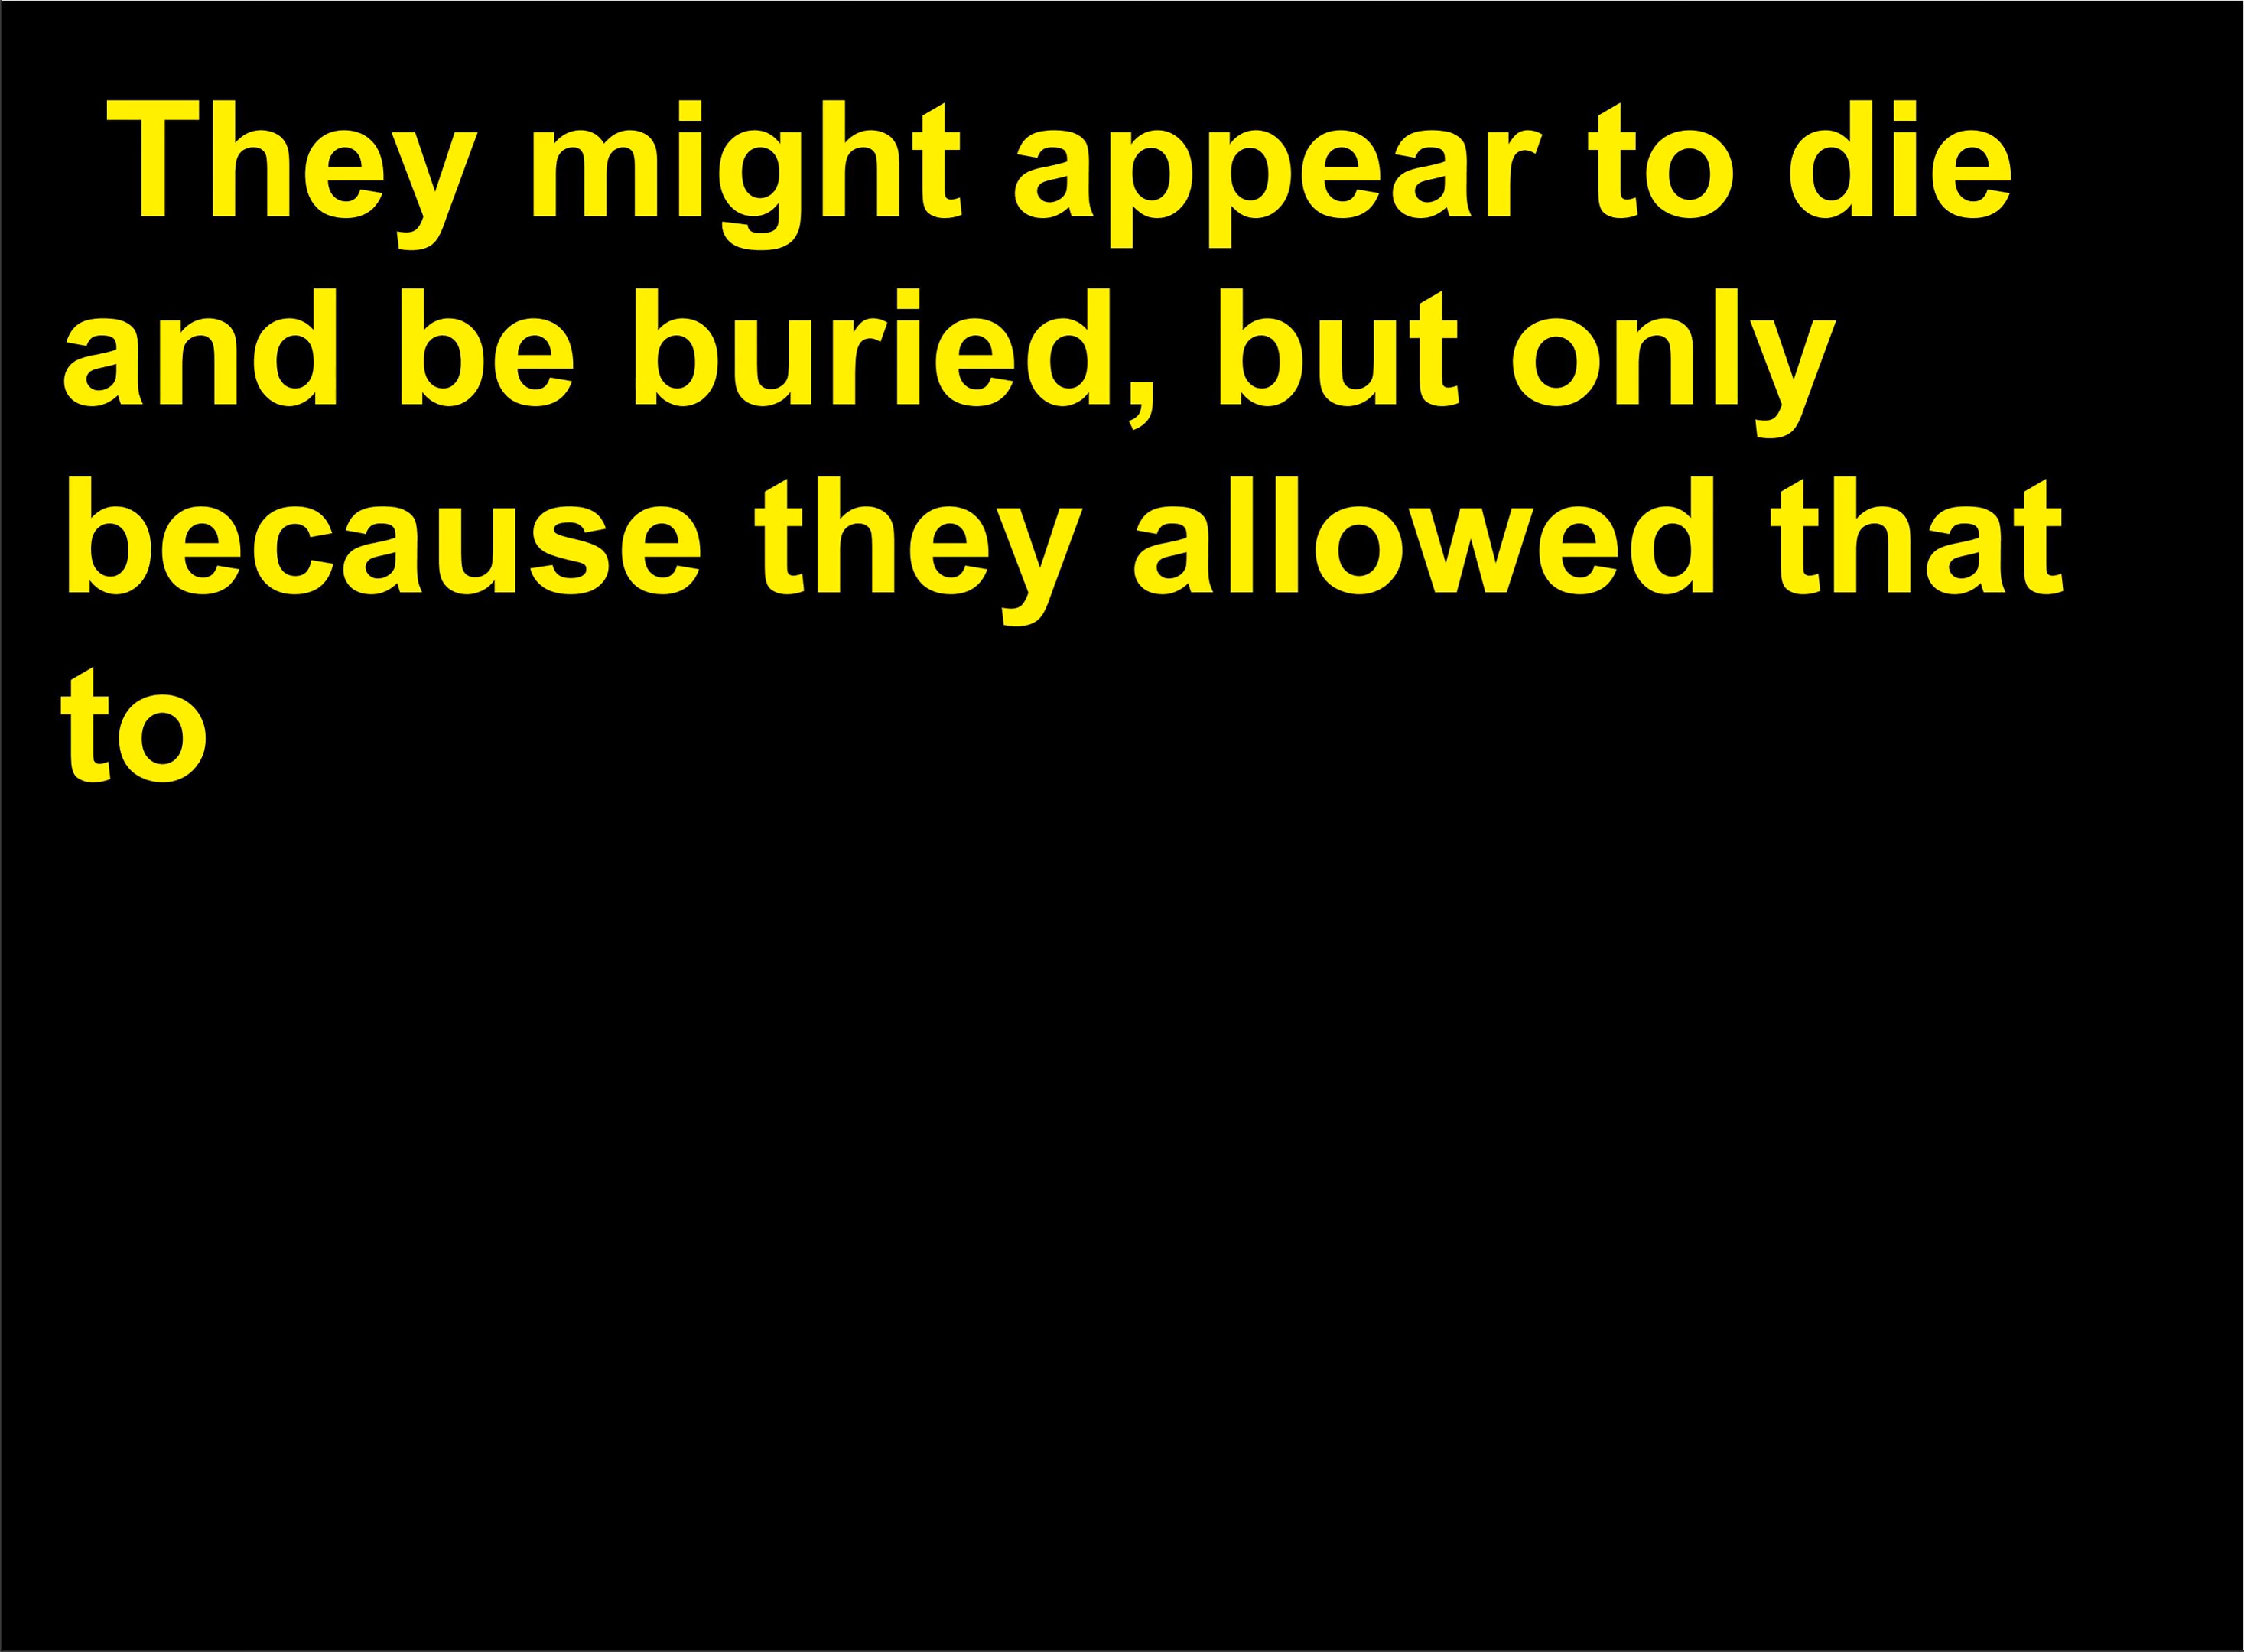 They might appear to die
and be buried, but only
because they allowed that
to